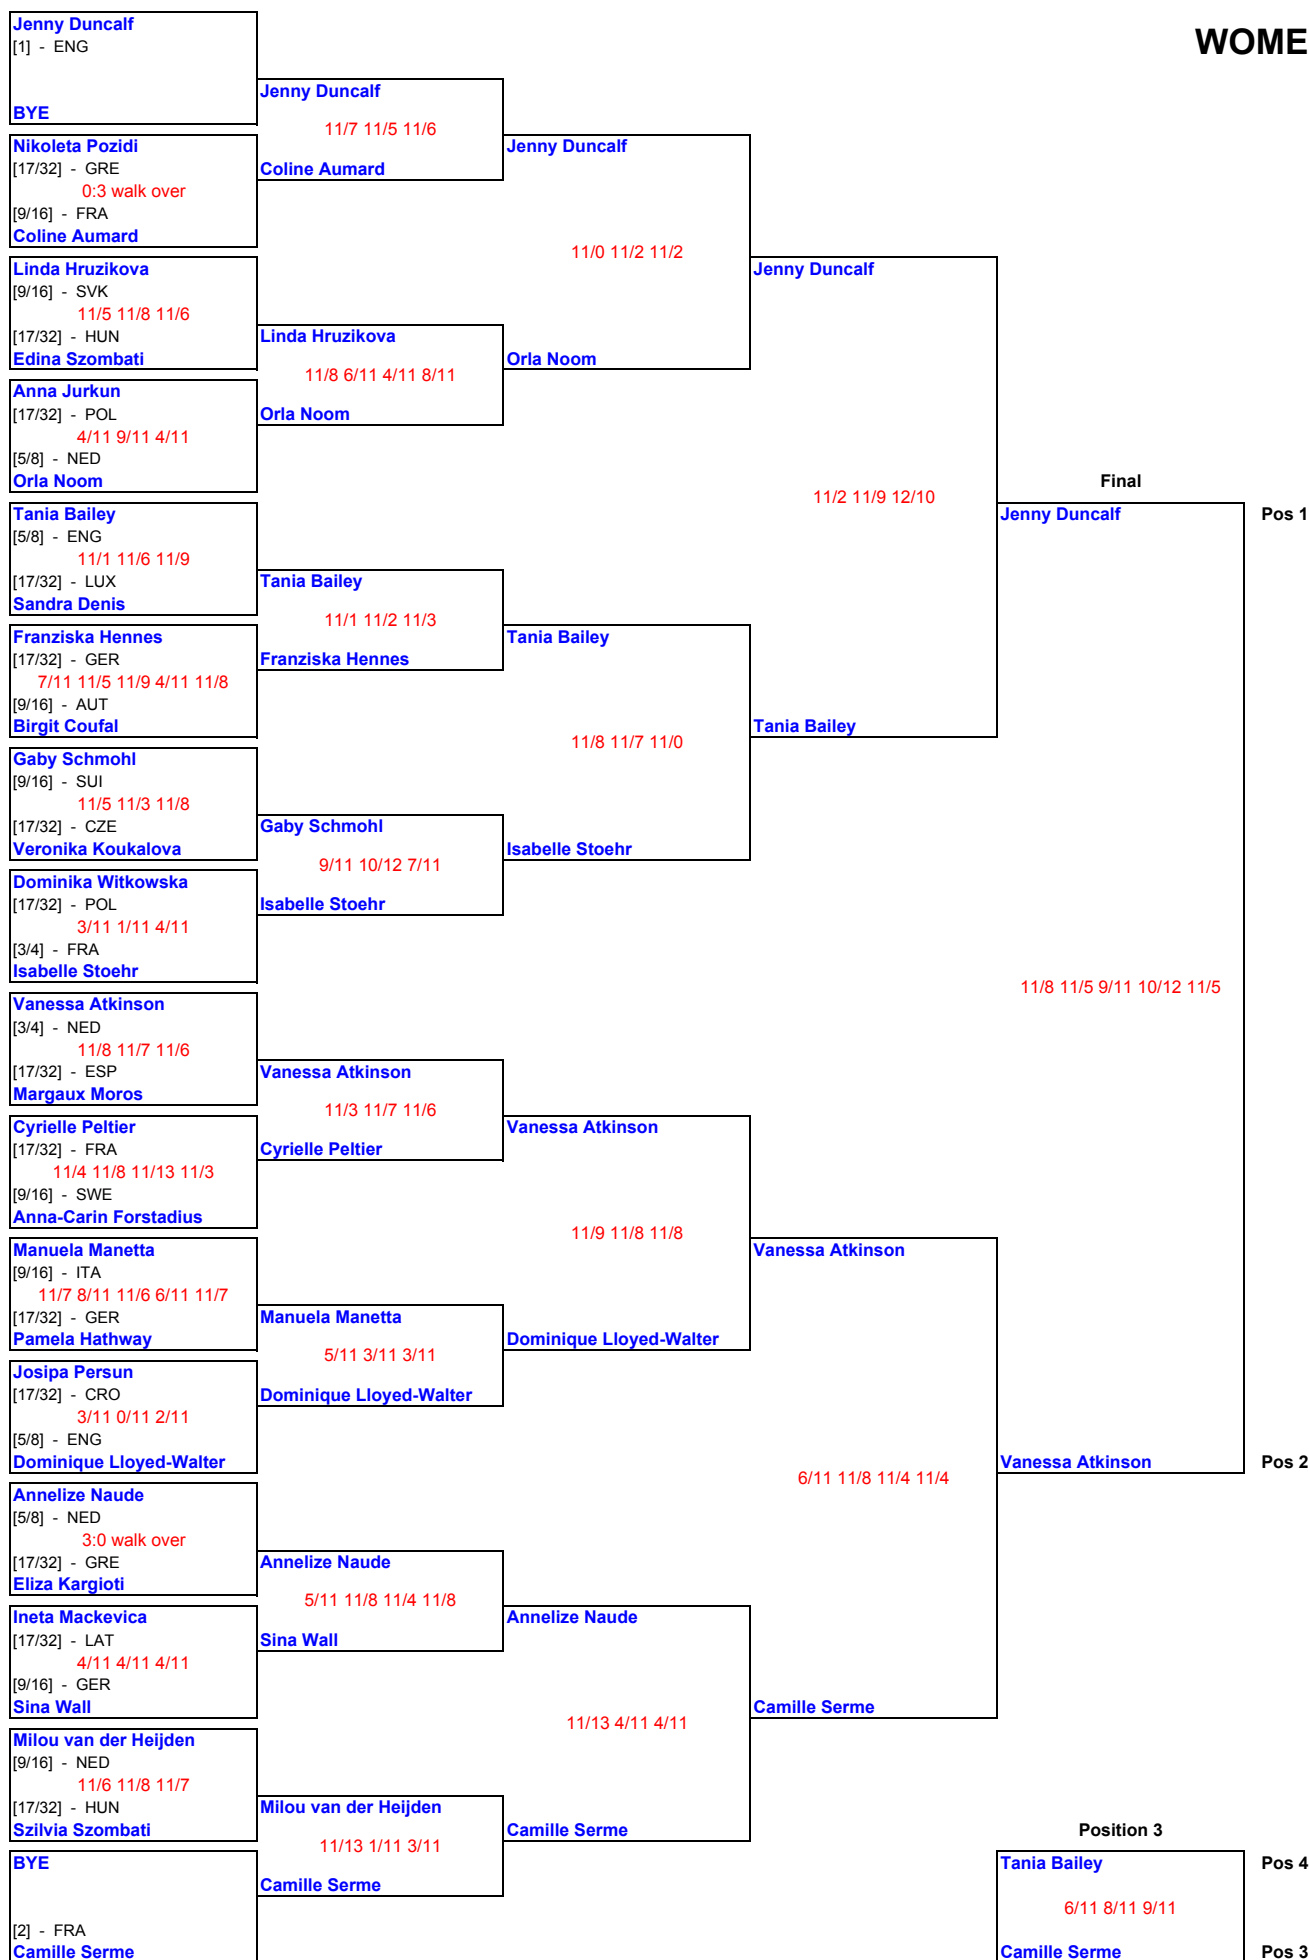 WOME
Jenny Duncalf
[1] - ENG
BYE
Nikoleta Pozidi
[17/32] - GRE
0:3 walk over
[9/16] - FRA
Coline Aumard
Linda Hruzikova
[9/16] - SVK
11/5 11/8 11/6
[17/32] - HUN
Edina Szombati
Anna Jurkun
[17/32] - POL
4/11 9/11 4/11
[5/8] - NED
Orla Noom
Tania Bailey
[5/8] - ENG
11/1 11/6 11/9
[17/32] - LUX
Sandra Denis
Franziska Hennes
[17/32] - GER
7/11 11/5 11/9 4/11 11/8
[9/16] - AUT
Birgit Coufal
Gaby Schmohl
[9/16] - SUI
11/5 11/3 11/8
[17/32] - CZE
Veronika Koukalova
Dominika Witkowska
[17/32] - POL
3/11 1/11 4/11
[3/4] - FRA
Isabelle Stoehr
Vanessa Atkinson
[3/4] - NED
11/8 11/7 11/6
[17/32] - ESP
Margaux Moros
Cyrielle Peltier
[17/32] - FRA
11/4 11/8 11/13 11/3
[9/16] - SWE
Anna-Carin Forstadius
Manuela Manetta
[9/16] - ITA
11/7 8/11 11/6 6/11 11/7
[17/32] - GER
Pamela Hathway
Josipa Persun
[17/32] - CRO
3/11 0/11 2/11
[5/8] - ENG
Dominique Lloyed-Walter
Annelize Naude
[5/8] - NED
3:0 walk over
[17/32] - GRE
Eliza Kargioti
Ineta Mackevica
[17/32] - LAT
4/11 4/11 4/11
[9/16] - GER
Sina Wall
Milou van der Heijden
[9/16] - NED
11/6 11/8 11/7
[17/32] - HUN
Szilvia Szombati
BYE
[2] - FRA
Camille Serme
Jenny Duncalf
11/7 11/5 11/6
Coline Aumard
Linda Hruzikova
11/8 6/11 4/11 8/11
Orla Noom
Tania Bailey
11/1 11/2 11/3
Franziska Hennes
Gaby Schmohl
9/11 10/12 7/11
Isabelle Stoehr
Vanessa Atkinson
11/3 11/7 11/6
Cyrielle Peltier
Manuela Manetta
5/11 3/11 3/11
Dominique Lloyed-Walter
Annelize Naude
5/11 11/8 11/4 11/8
Sina Wall
Milou van der Heijden
11/13 1/11 3/11
Camille Serme
Jenny Duncalf
11/0 11/2 11/2
Orla Noom
Tania Bailey
11/8 11/7 11/0
Isabelle Stoehr
Vanessa Atkinson
11/9 11/8 11/8
Dominique Lloyed-Walter
Annelize Naude
11/13 4/11 4/11
Camille Serme
Jenny Duncalf
11/2 11/9 12/10
Tania Bailey
Vanessa Atkinson
6/11 11/8 11/4 11/4
Camille Serme
Final
Jenny Duncalf Pos 1
11/8 11/5 9/11 10/12 11/5
Vanessa Atkinson Pos 2
Position 3
Tania Bailey Pos 4
6/11 8/11 9/11
Camille Serme Pos 3